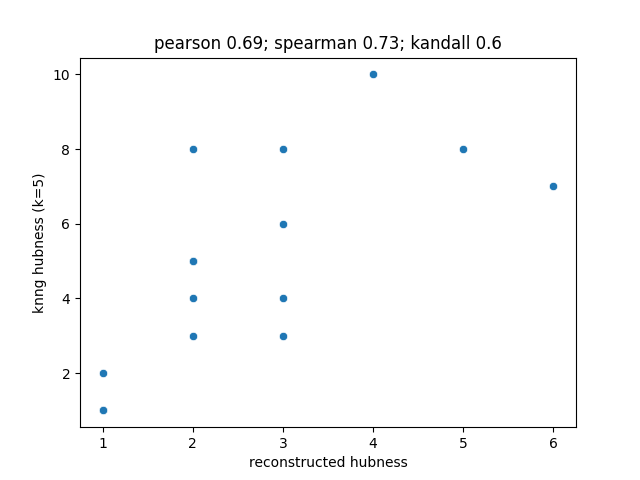 pearson 0.69; spearman 0.73; kandall 0.6
10
8
6
4
2
knng hubness (k=5)
1 2 3 4 5 6
reconstructed hubness